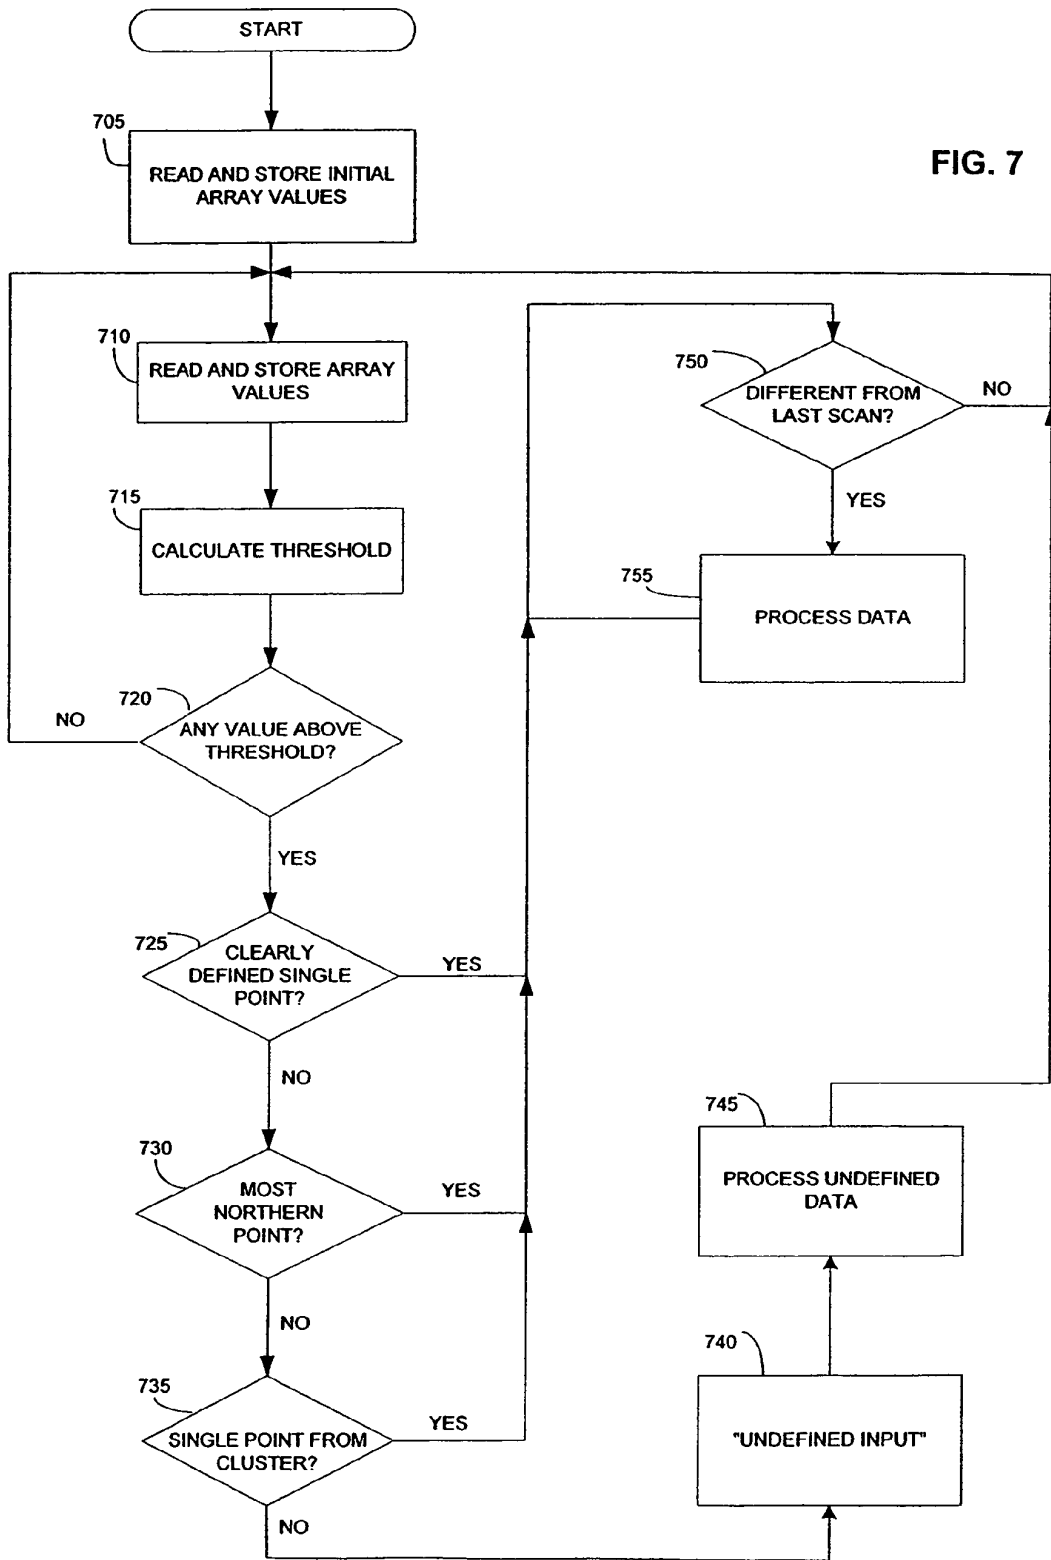 START
705
READ AND STORE INITIAL
ARRAY VALUES
FIG. 7
710
READ AND STORE ARRAY
VALUES
750
DIFFERENT FROM
LAST SCAN?
NO
YES
715
CALCULATE THRESHOLD
755
PROCESS DATA
720
NO
ANY VALUE ABOVE
THRESHOLD?
YES
725
CLEARLY
DEFINED SINGLE
POINT?
YES
NO
730
MOST
NORTHERN
POINT?
YES
NO
745
PROCESS UNDEFINED
DATA
735
SINGLE POINT FROM
CLUSTER?
YES
NO
740
"UNDEFINED INPUT"